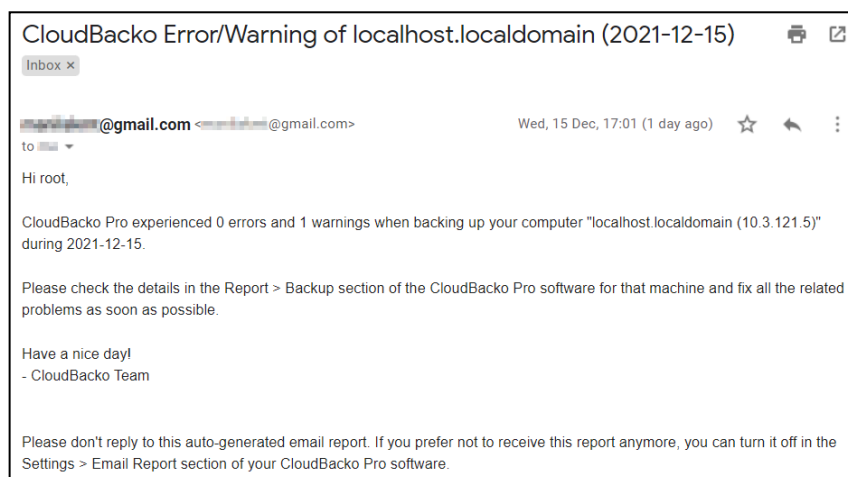 CloudBacko Error/Warning of localhost.localdomain (2021-12-15)
Inbox ×
@gmail.com < @gmail.com> Wed, 15 Dec, 17:01 (1 day ago)
to
Hi root,
CloudBacko Pro experienced 0 errors and 1 warnings when backing up your computer "localhost.localdomain (10.3.121.5)"
during 2021-12-15.
Please check the details in the Report > Backup section of the CloudBacko Pro software for that machine and fix all the related
problems as soon as possible.
Have a nice day!
- CloudBacko Team
Please don't reply to this auto-generated email report. If you prefer not to receive this report anymore, you can turn it off in the
Settings > Email Report section of your CloudBacko Pro software.